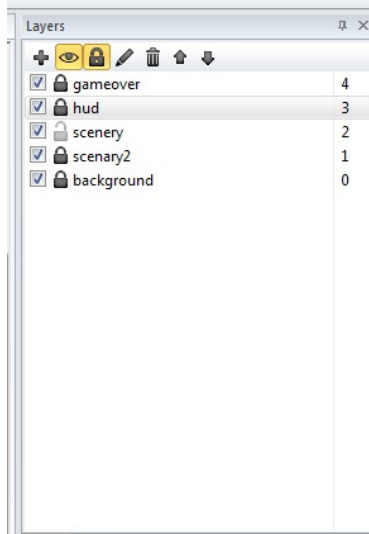 Layers
gameover 4
hud 3
scenery 2
scenary2 1
background 0